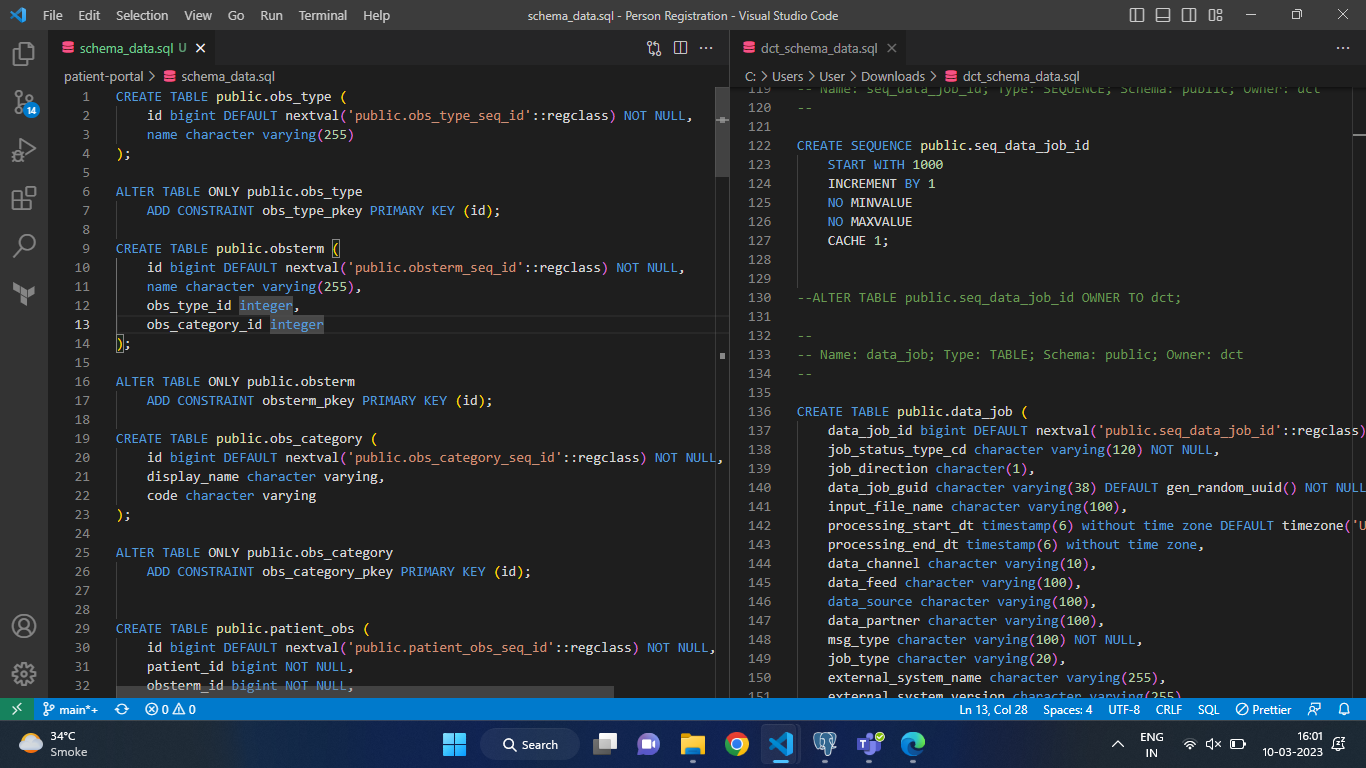 File Edit Selection View Go Run Terminal Help
schema_data.sql - Person Registration - Visual Studio Code
schema_data.sql U
patient-portal > schema_data.sql
14
1 CREATE TABLE public.obs_type (
2 id bigint DEFAULT nextval('public.obs_type_seq_id'::regclass) NOT NULL,
3 name character varying(255)
4 );
5
6 ALTER TABLE ONLY public.obs_type
7 ADD CONSTRAINT obs_type_pkey PRIMARY KEY (id);
8
9 CREATE TABLE public.obsterm (
10 id bigint DEFAULT nextval('public.obsterm_seq_id'::regclass) NOT NULL,
11 name character varying(255),
12 obs_type_id integer,
13 obs_category_id integer
14 );
15
16 ALTER TABLE ONLY public.obsterm
17 ADD CONSTRAINT obsterm_pkey PRIMARY KEY (id);
18
19 CREATE TABLE public.obs_category (
20 id bigint DEFAULT nextval('public.obs_category_seq_id'::regclass) NOT NULL,
21 display_name character varying,
22 code character varying
23 );
24
25 ALTER TABLE ONLY public.obs_category
26 ADD CONSTRAINT obs_category_pkey PRIMARY KEY (id);
27
28
29 CREATE TABLE public.patient_obs (
30 id bigint DEFAULT nextval('public.patient_obs_seq_id'::regclass) NOT NULL,
31 patient_id bigint NOT NULL,
32 obsterm_id bigint NOT NULL,
dct_schema_data.sql
C: > Users > User > Downloads > dct_schema_data.sql
119 -- Name: seq_data_job_id; Type: SEQUENCE; Schema: public; Owner: dct
120 --
121
122 CREATE SEQUENCE public.seq_data_job_id
123 START WITH 1000
124 INCREMENT BY 1
125 NO MINVALUE
126 NO MAXVALUE
127 CACHE 1;
128
129
130 --ALTER TABLE public.seq_data_job_id OWNER TO dct;
131
132 --
133 -- Name: data_job; Type: TABLE; Schema: public; Owner: dct
134 --
135
136 CREATE TABLE public.data_job (
137 data_job_id bigint DEFAULT nextval('public.seq_data_job_id'::regclass)
138 job_status_type_cd character varying(120) NOT NULL,
139 job_direction character(1),
140 data_job_guid character varying(38) DEFAULT gen_random_uuid() NOT NULL
141 input_file_name character varying(100),
142 processing_start_dt timestamp(6) without time zone DEFAULT timezone('U
143 processing_end_dt timestamp(6) without time zone,
144 data_channel character varying(10),
145 data_feed character varying(100),
146 data_source character varying(100),
147 data_partner character varying(100),
148 msg_type character varying(100) NOT NULL,
149 job_type character varying(20),
150 external_system_name character varying(255),
151 external_system_version character varying(255)
main*+ 0 0 Ln 13, Col 28 Spaces: 4 UTF-8 CRLF SQL Prettier
34°C
Smoke
Search
ENG
IN
16:01
10-03-2023